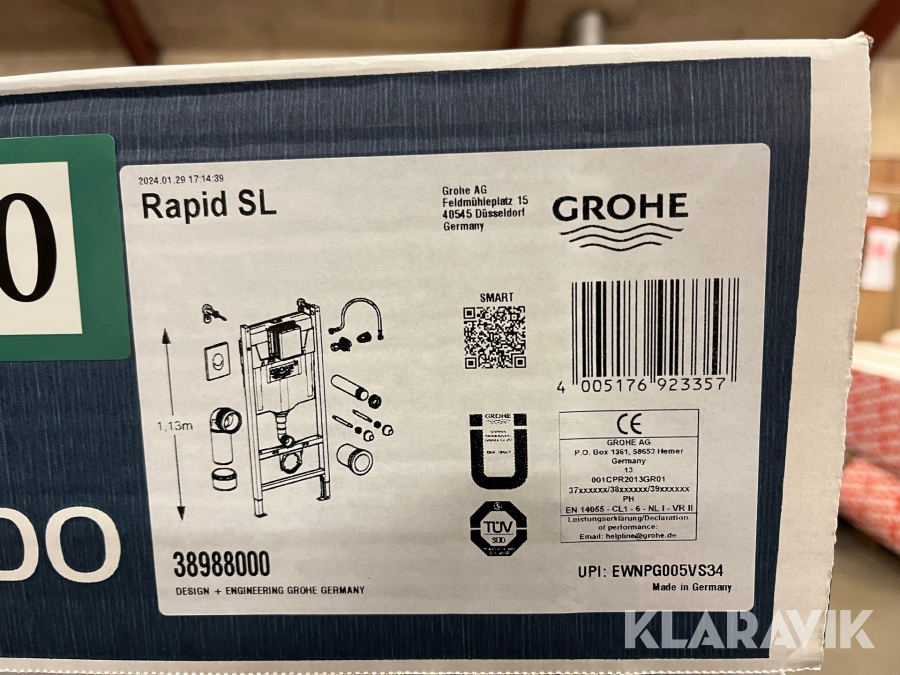 0
DO
2024.01.29 17:14:39
Rapid SL
Grohe AG
Feldmühleplatz 15
40545 Düsseldorf
Germany
GROHE
SMART
4 005176 923357
1,13m
GROHE
CE
GROHE AG
P.O. Box 1361, 58653 Hemer
Germany
13
001CPR2013GR01
37xxxxxx/38xxxxxx/39xxxxxx
PH
EN 14055 - CL1 - 6 - NL I - VR II
Leistungserklärung/Declaration
of performance:
Email: helpline@grohe.de
TÜV
SÜD
38988000
DESIGN + ENGINEERING GROHE GERMANY
UPI: EWNPG005VS34
Made in Germany
KLARAVIK